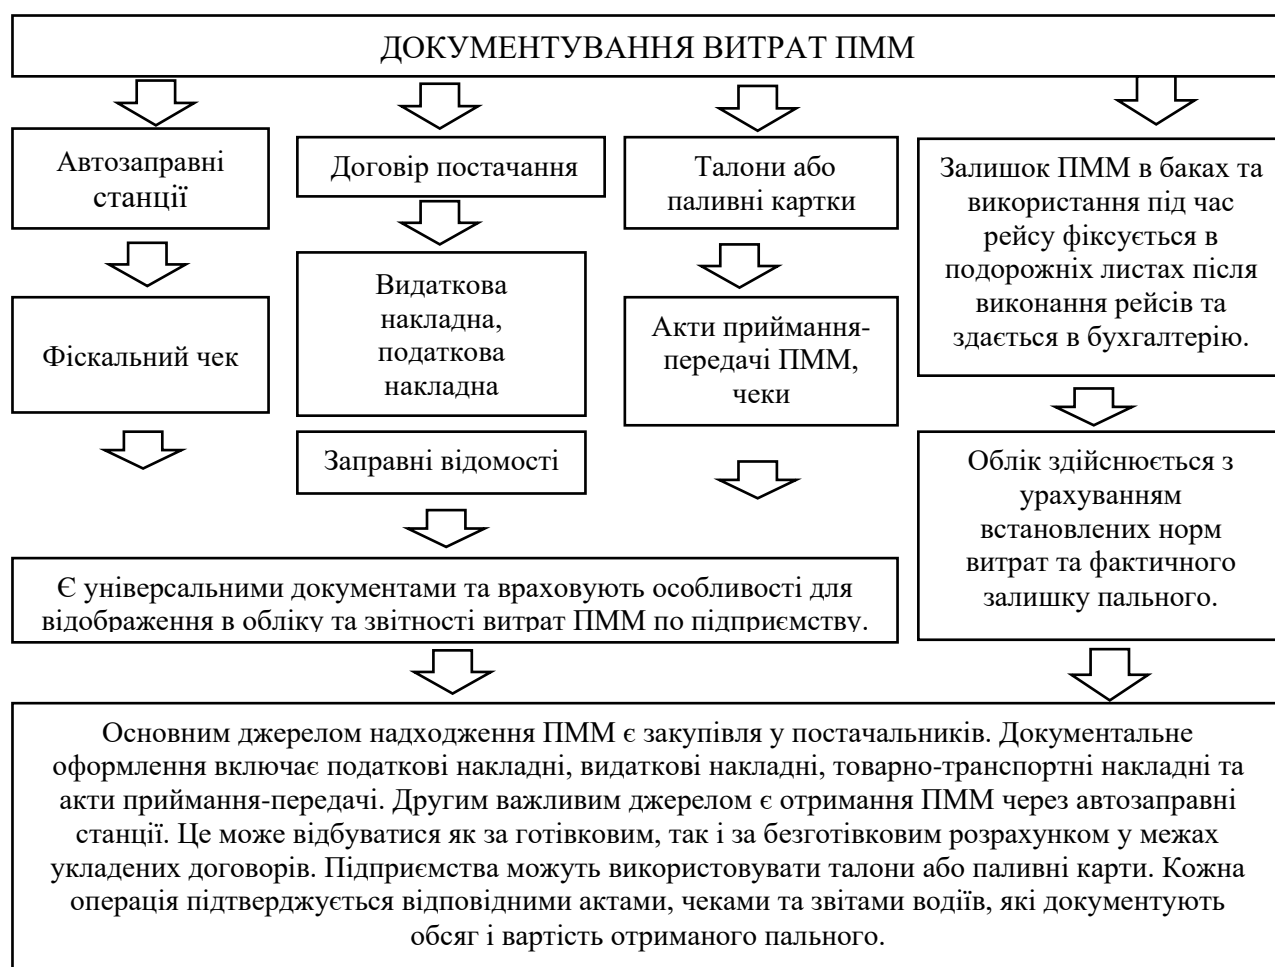 ДОКУМЕНТУВАННЯ ВИТРАТ ПММ
Автозаправні
станції
Договір постачання
Талони або
паливні картки
Залишок ПММ в баках та
використання під час
рейсу фіксується в
подорожніх листах після
виконання рейсів та
здається в бухгалтерію.
Фіскальний чек
Видаткова
накладна,
податкова
накладна
Акти приймання-
передачі ПММ,
чеки
Заправні відомості
Облік здійснюється з
урахуванням
встановлених норм
витрат та фактичного
залишку пального.
Є універсальними документами та враховують особливості для
відображення в обліку та звітності витрат ПММ по підприємству.
Основним джерелом надходження ПММ є закупівля у постачальників. Документальне
оформлення включає податкові накладні, видаткові накладні, товарно-транспортні накладні та
акти приймання-передачі. Другим важливим джерелом є отримання ПММ через автозаправні
станції. Це може відбуватися як за готівковим, так і за безготівковим розрахунком у межах
укладених договорів. Підприємства можуть використовувати талони або паливні карти. Кожна
операція підтверджується відповідними актами, чеками та звітами водіїв, які документують
обсяг і вартість отриманого пального.